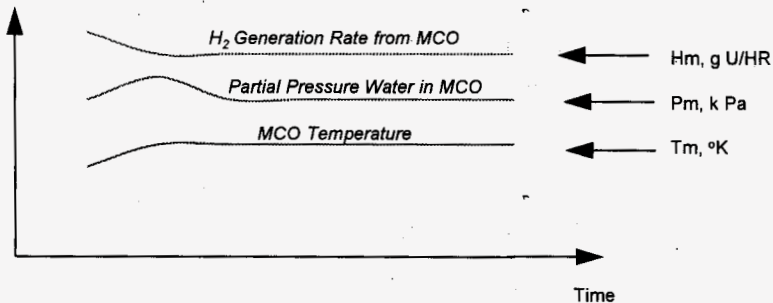 H2 Generation Rate from MCO
Hm, g U/HR
Partial Pressure Water in MCO
Pm, k Pa
MCO Temperature
Tm, ºK
Time